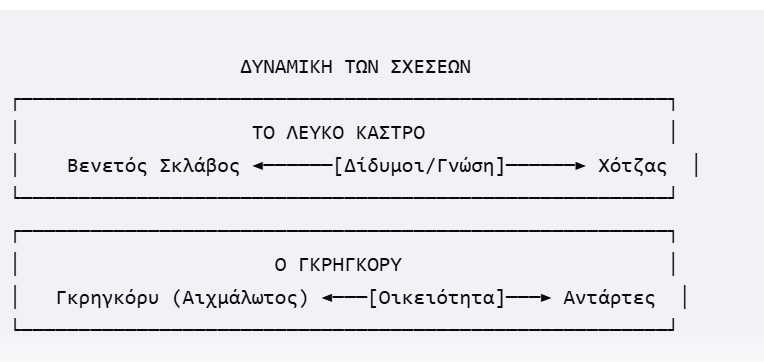 ΔΥΝΑΜΙΚΗ ΤΩΝ ΣΧΕΣΕΩΝ
ΤΟ ΛΕΥΚΟ ΚΑΣΤΡΟ
Βενετός Σκλάβος ◄──────[Δίδυμοι/Γνώση]──────► Χότζας
Ο ΓΚΡΗΓΚΟΡΥ
Γκρηγκόρυ (Αιχμάλωτος) ◄───[Οικειότητα]───► Αντάρτες